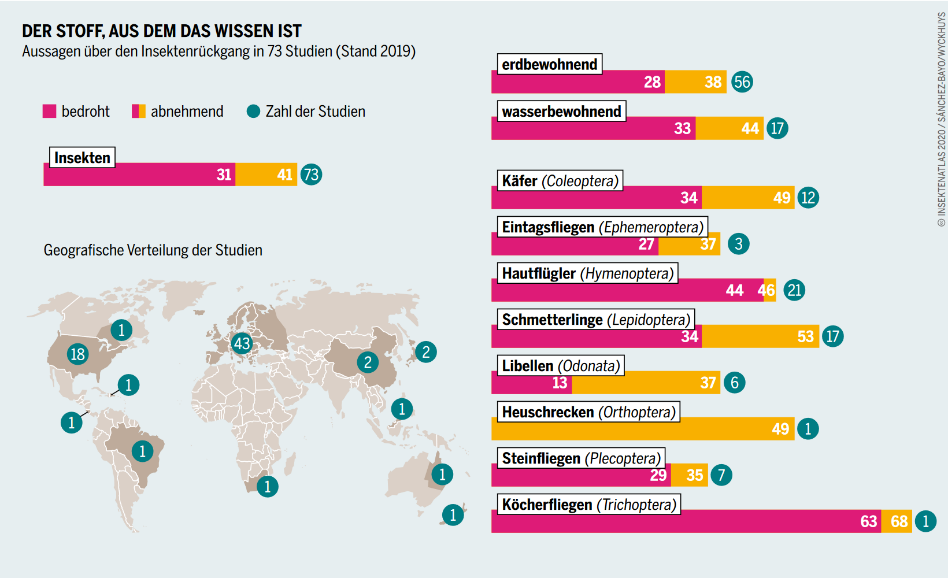 DER STOFF, AUS DEM DAS WISSEN IST
Aussagen über den Insektenrückgang in 73 Studien (Stand 2019)
bedroht
abnehmend
Zahl der Studien
Insekten
31 41 73
Geografische Verteilung der Studien
1
18
43
2
2
1
1
1
1
1
1
1
erdbewohnend
28 38 56
wasserbewohnend
33 44 17
Käfer (Coleoptera)
34 49 12
Eintagsfliegen (Ephemeroptera)
27 37 3
Hautflügler (Hymenoptera)
44 46 21
Schmetterlinge (Lepidoptera)
34 53 17
Libellen (Odonata)
13 37 6
Heuschrecken (Orthoptera)
49 1
Steinfliegen (Plecoptera)
29 35 7
Köcherfliegen (Trichoptera)
63 68 1
© INSEKTENATLAS 2020 / SÁNCHEZ-BAYO/WYCKHUYS